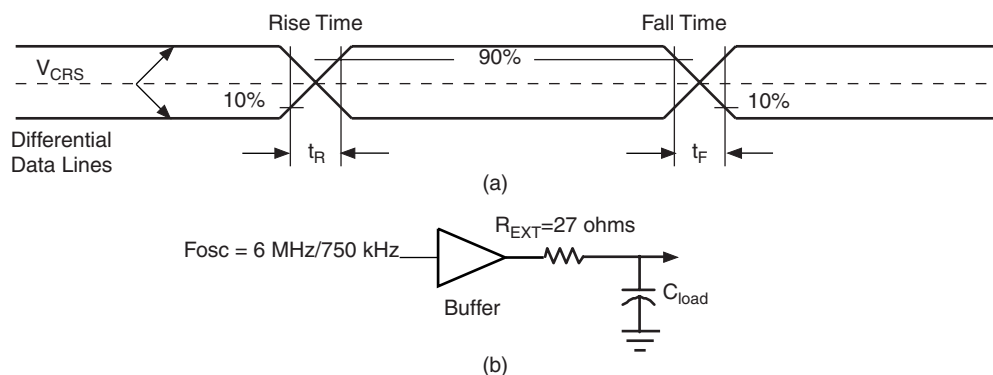 Rise Time
Fall Time
V_CRS
90%
10%
10%
Differential
Data Lines
t_R
t_F
(a)
R_EXT=27 ohms
Fosc = 6 MHz/750 kHz
Buffer
C_load
(b)